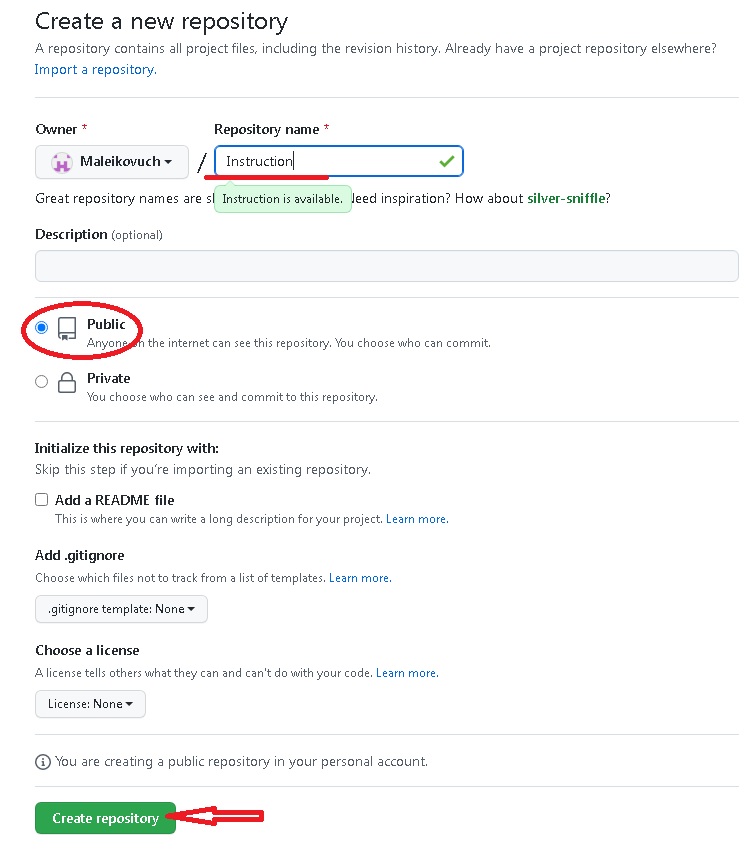 Create a new repository
A repository contains all project files, including the revision history. Already have a project repository elsewhere?
Import a repository.
Owner *
Repository name *
Maleikovuch
/
Instruction
Great repository names are
Instruction is available.
Need inspiration? How about silver-sniffle?
Description (optional)
Public
Anyone on the internet can see this repository. You choose who can commit.
Private
You choose who can see and commit to this repository.
Initialize this repository with:
Skip this step if you're importing an existing repository.
Add a README file
This is where you can write a long description for your project. Learn more.
Add .gitignore
Choose which files not to track from a list of templates. Learn more.
.gitignore template: None
Choose a license
A license tells others what they can and can't do with your code. Learn more.
License: None
You are creating a public repository in your personal account.
Create repository